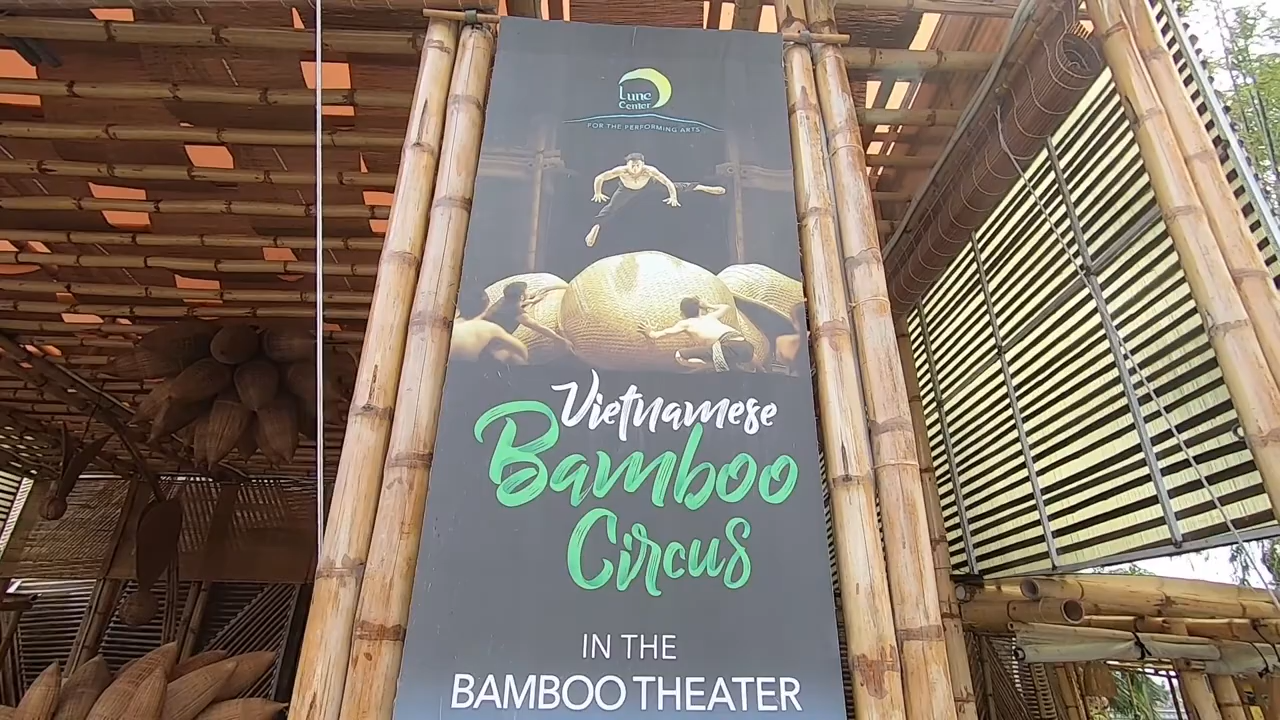 Lune
Center
FOR THE PERFORMING ARTS
Vietnamese
Bamboo
Circus
IN THE
BAMBOO THEATER